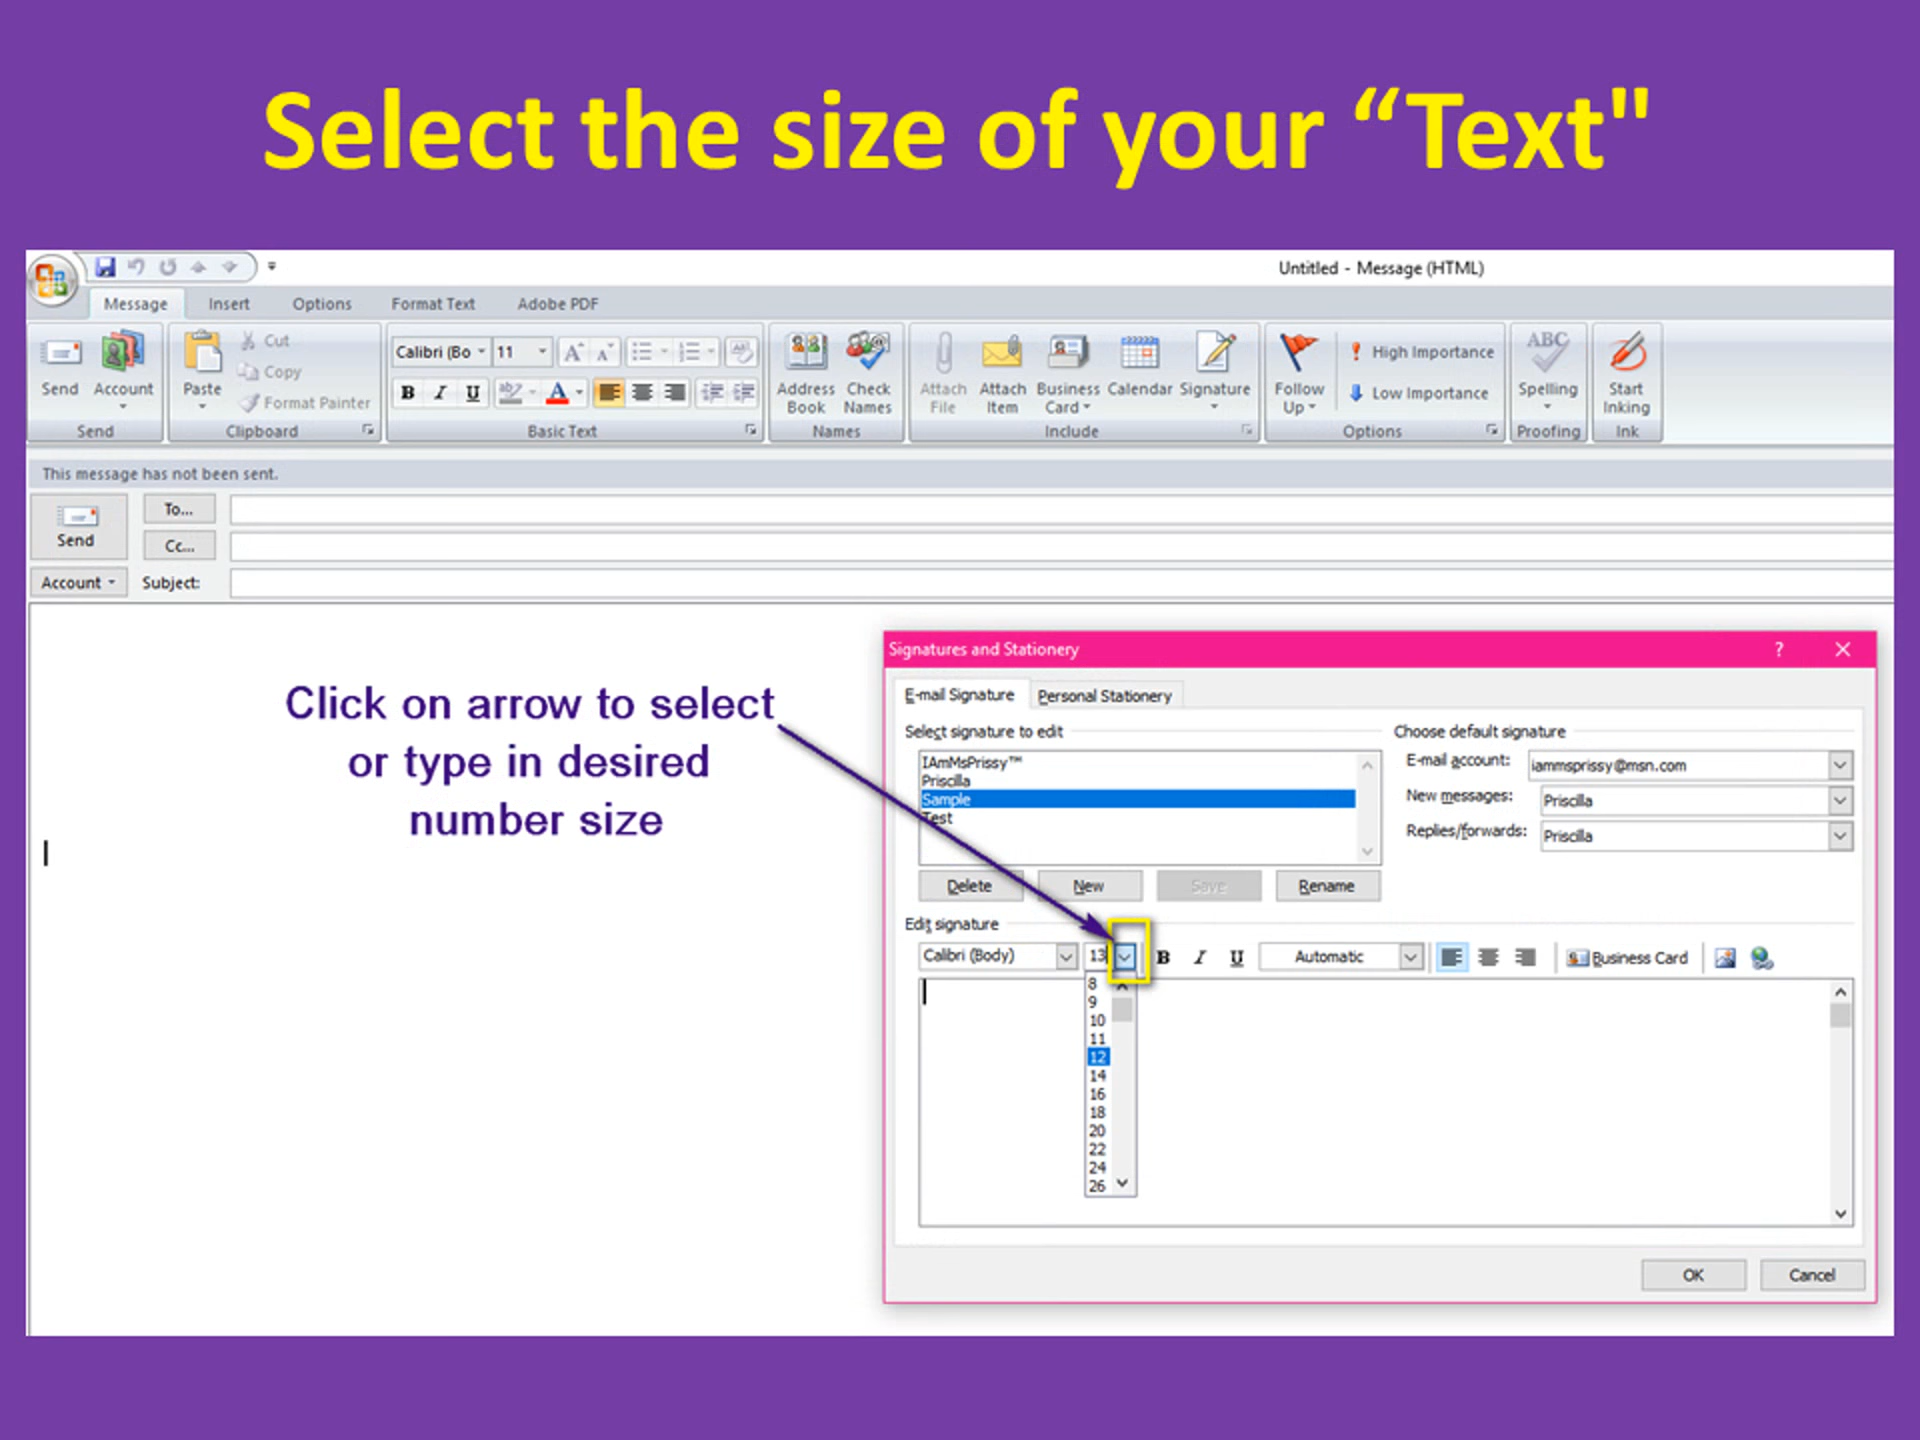 Select the size of your “Text"
Untitled - Message (HTML)
Message Insert Options Format Text Adobe PDF
Send Account Paste Cut Copy Format Painter
Calibri (Bo 11
B I U A
Address Book Check Names
Attach File Attach Item Business Card Calendar Signature
Follow Up High Importance Low Importance
ABC Spelling Start Inking
Send Clipboard Basic Text Names Include Options Proofing Ink
This message has not been sent.
Send To...
Cc...
Account Subject:
Click on arrow to select
or type in desired
number size
Signatures and Stationery ?
E-mail Signature Personal Stationery
Select signature to edit
IAmMsPrissy™
Priscilla
Sample
Test
Delete New Save Rename
Choose default signature
E-mail account: iammsprissy@msn.com
New messages: Priscilla
Replies/forwards: Priscilla
Edit signature
Calibri (Body) 13 B I U Automatic Business Card
8
9
10
11
12
14
16
18
20
22
24
26
OK Cancel